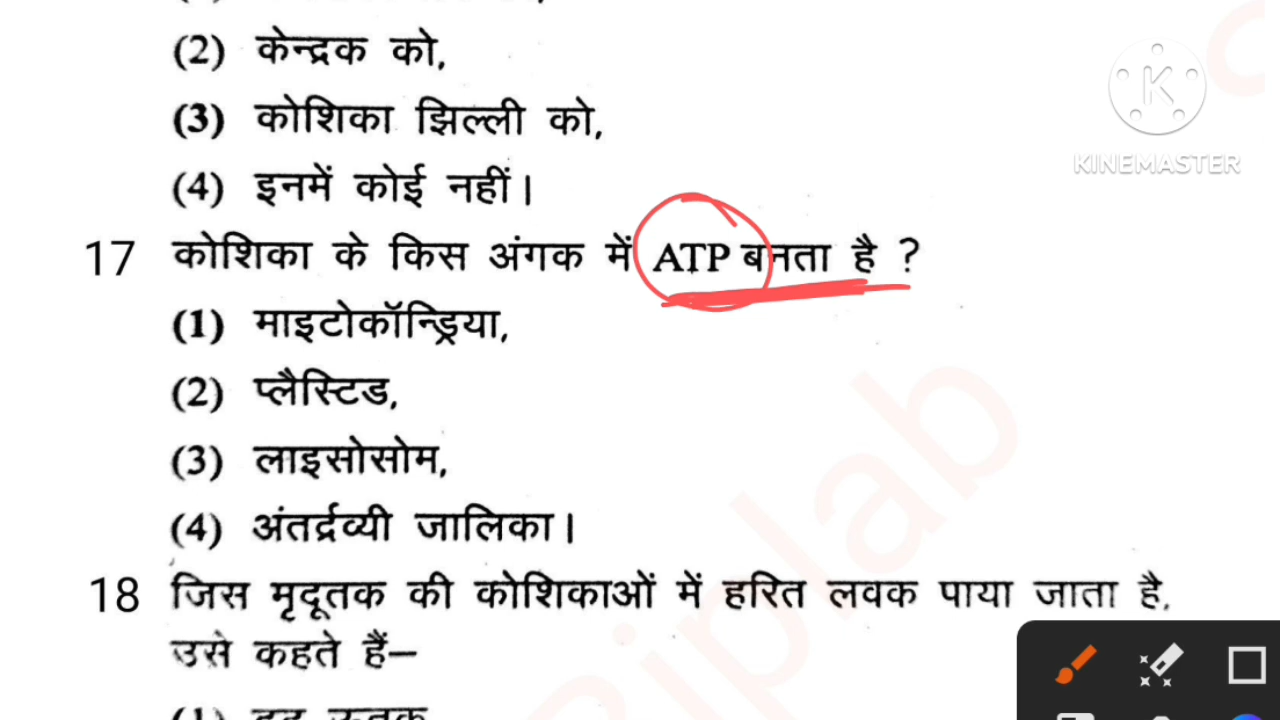 (2) केन्द्रक को,
(3) कोशिका झिल्ली को,
(4) इनमें कोई नहीं।
17 कोशिका के किस अंगक में ATP बनता है ?
(1) माइटोकॉन्ड्रिया,
(2) प्लैस्टिड,
(3) लाइसोसोम,
(4) अंतर्द्रव्यी जालिका।
18 जिस मृदूतक की कोशिकाओं में हरित लवक पाया जाता है,
उसे कहते हैं—
KINEMASTER